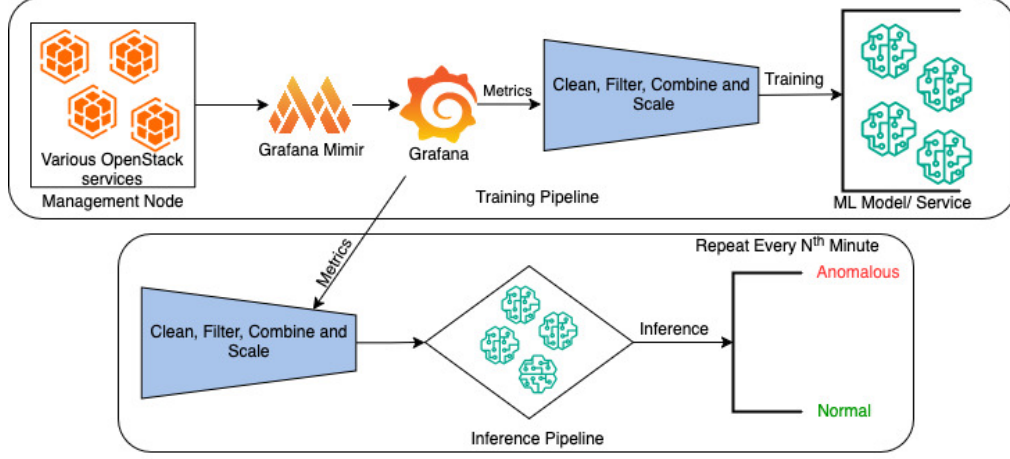 Various OpenStack
services
Management Node
Grafana Mimir
Grafana
Metrics
Clean, Filter, Combine and
Scale
Training
ML Model/ Service
Training Pipeline
Metrics
Repeat Every Nth Minute
Clean, Filter, Combine and
Scale
Inference
Anomalous
Normal
Inference Pipeline